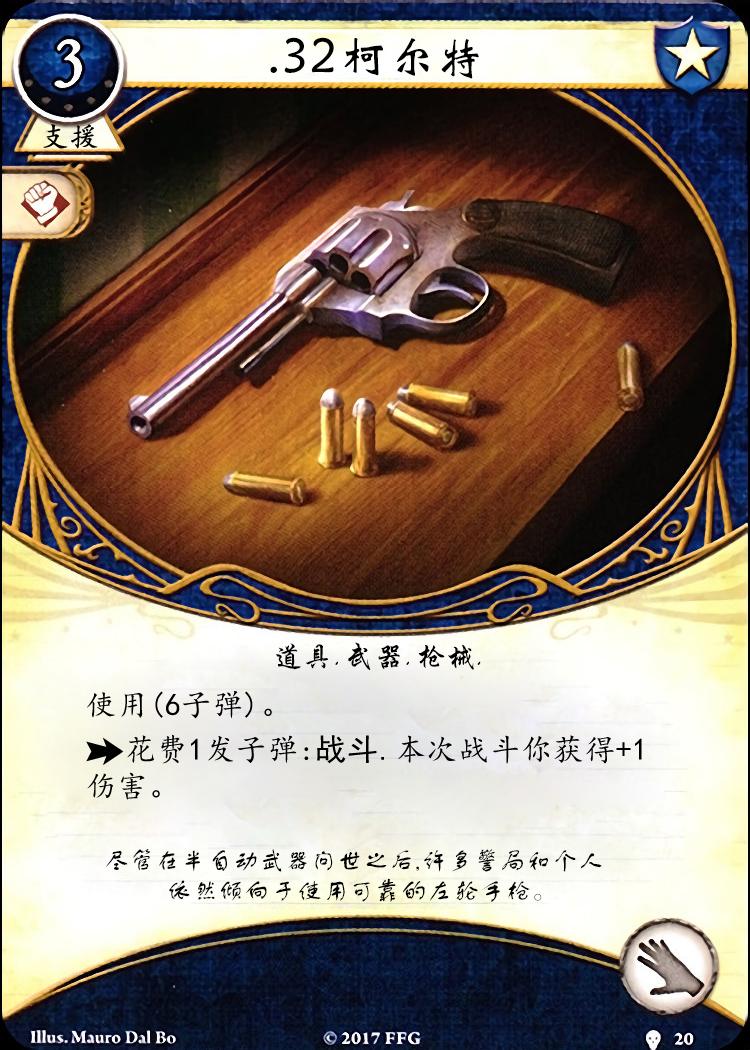 3
.32柯尔特
支援
道具.武器.枪械.
使用(6子弹)。
花费1发子弹:战斗.本次战斗你获得+1
伤害。
尽管在半自动武器问世之后,许多警局和个人
依然倾向于使用可靠的左轮手枪。
Illus. Mauro Dal Bo
© 2017 FFG
20